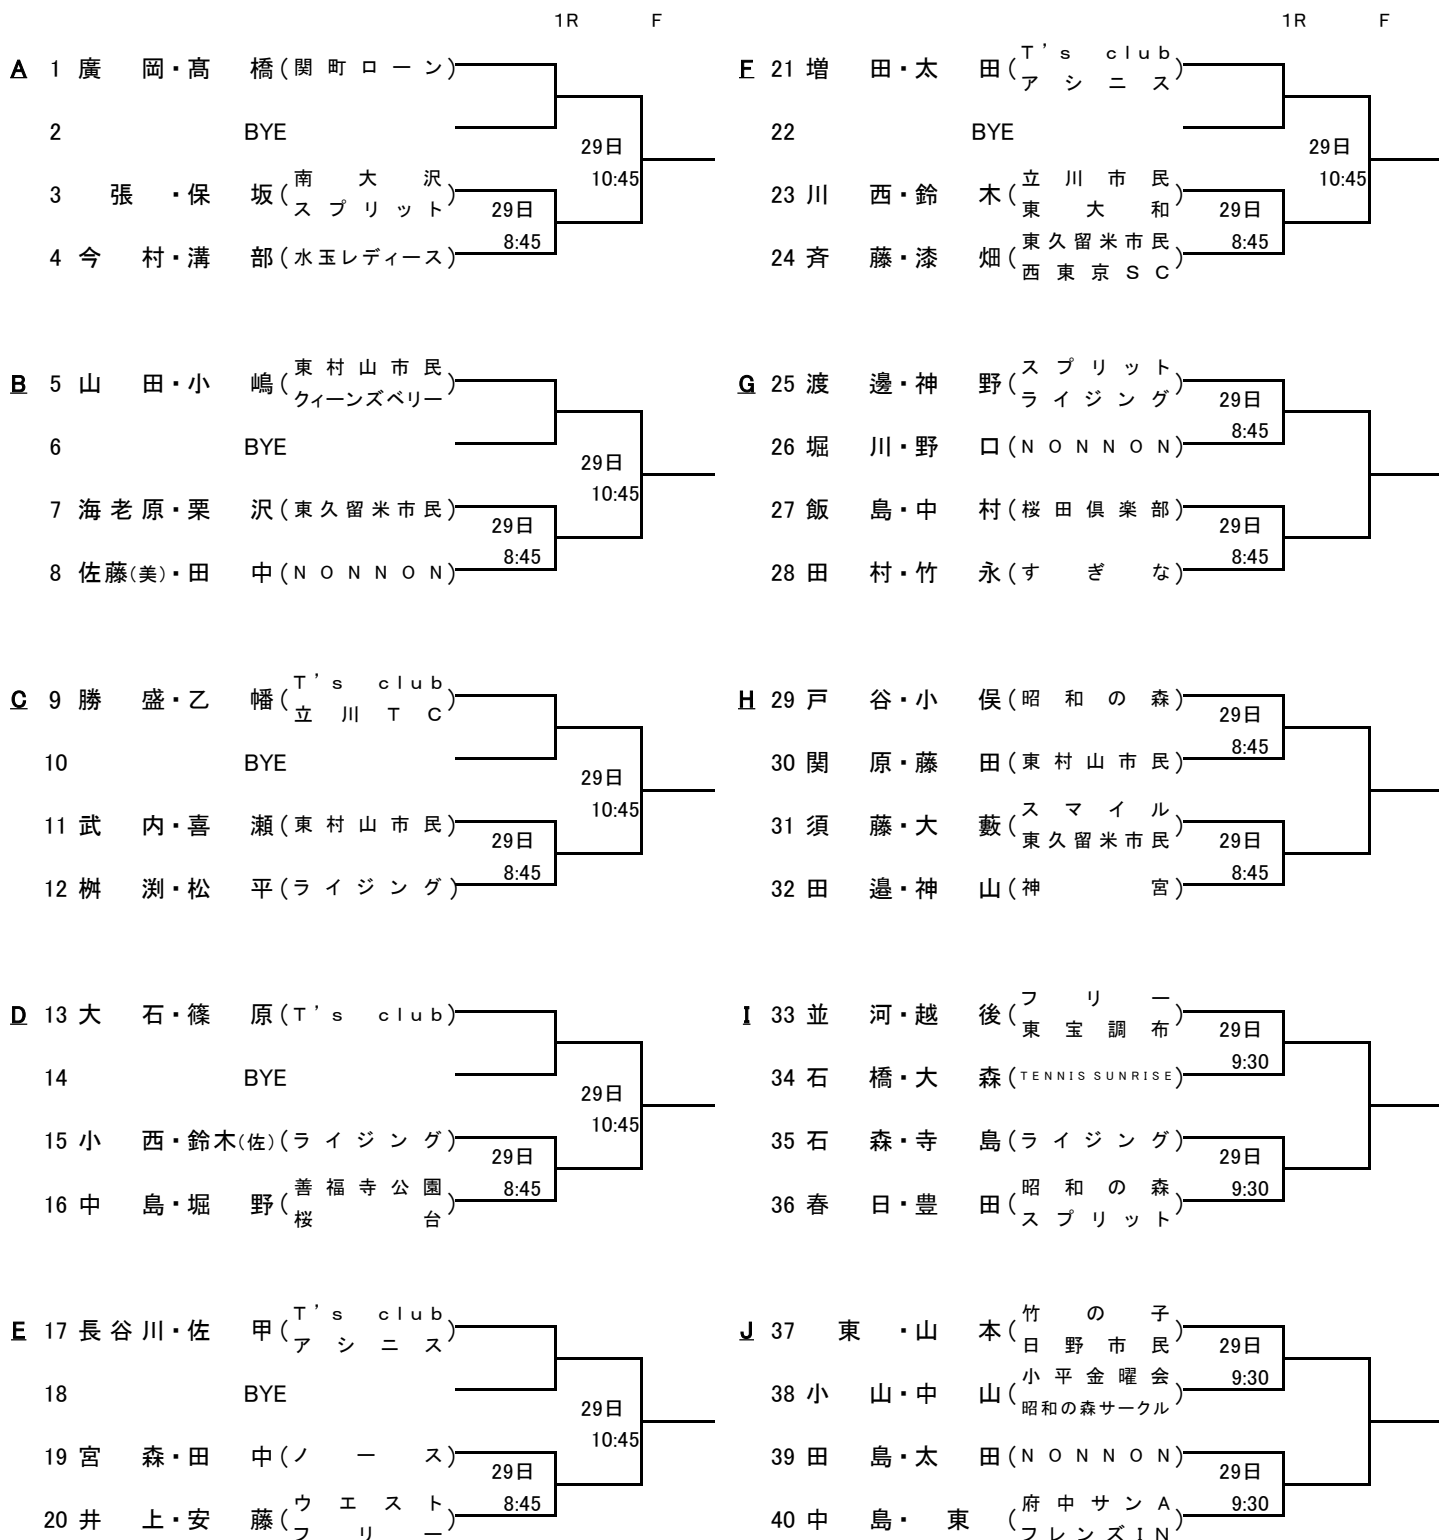 1R F
A 1 廣岡・髙橋(関町ローン)
2 BYE
29日
10:45
3 張・保坂(南大沢
スプリット)
29日
8:45
4 今村・溝部(水玉レディース)
B 5 山田・小嶋(東村山市民
クィーンズベリー)
6 BYE
29日
10:45
7 海老原・栗沢(東久留米市民)
29日
8:45
8 佐藤(美)・田中(NONNON)
C 9 勝盛・乙幡(T's club
立川TC)
10 BYE
29日
10:45
11 武内・喜瀬(東村山市民)
29日
8:45
12 桝渕・松平(ライジング)
D 13 大石・篠原(T's club)
14 BYE
29日
10:45
15 小西・鈴木(佐)(ライジング)
29日
8:45
16 中島・堀野(善福寺公園
桜台)
E 17 長谷川・佐甲(T's club
アシニス)
18 BYE
29日
10:45
19 宮森・田中(ノース)
29日
8:45
20 井上・安藤(ウエスト
フリー)
1R F
F 21 増田・太田(T's club
アシニス)
22 BYE
29日
10:45
23 川西・鈴木(立川市民
東大和)
29日
8:45
24 斉藤・漆畑(東久留米市民
西東京SC)
G 25 渡邊・神野(スプリット
ライジング)
29日
8:45
26 堀川・野口(NONNON)
27 飯島・中村(桜田倶楽部)
29日
8:45
28 田村・竹永(すぎな)
H 29 戸谷・小俣(昭和の森)
29日
8:45
30 関原・藤田(東村山市民)
31 須藤・大藪(スマイル
東久留米市民)
29日
8:45
32 田邉・神山(神宮)
I 33 並河・越後(フリー
東宝調布)
29日
9:30
34 石橋・大森(TENNIS SUNRISE)
35 石森・寺島(ライジング)
29日
9:30
36 春日・豊田(昭和の森
スプリット)
J 37 東・山本(竹の子
日野市民)
29日
9:30
38 小山・中山(小平金曜会
昭和の森サークル)
39 田島・太田(NONNON)
29日
9:30
40 中島・東(府中サンA
フレンズIN)